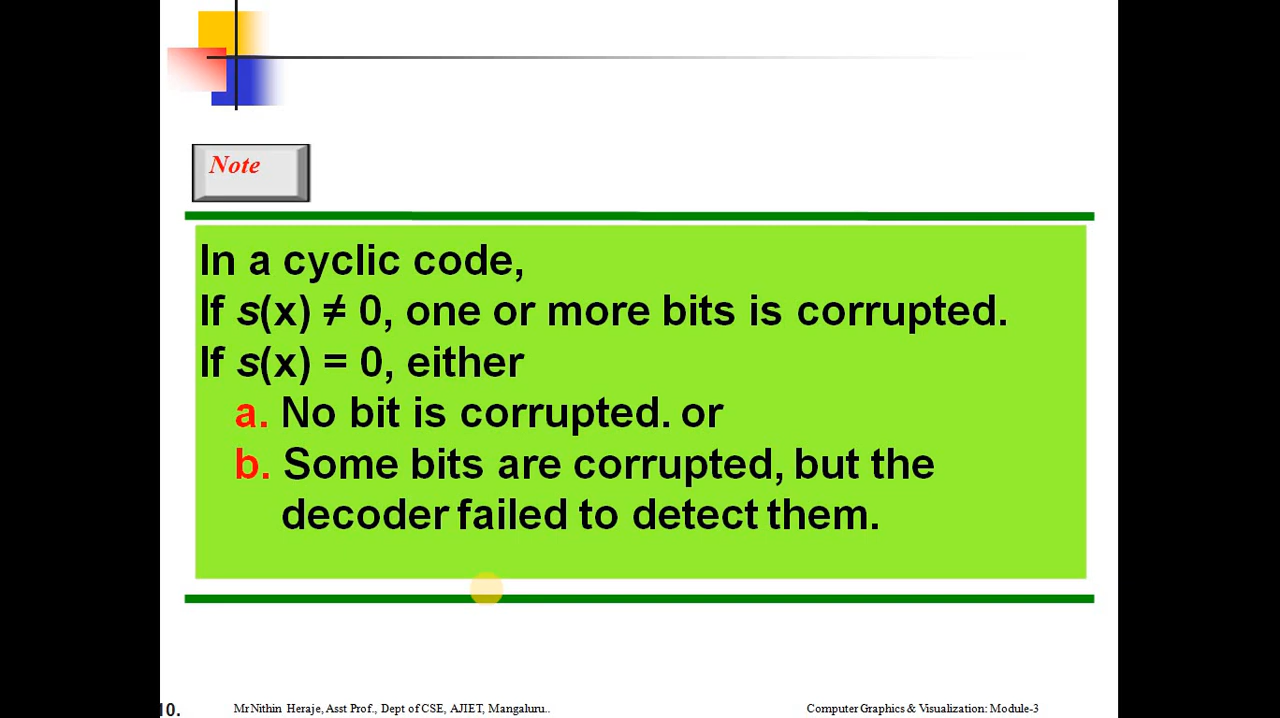 Note
In a cyclic code,
If s(x) ≠ 0, one or more bits is corrupted.
If s(x) = 0, either
a. No bit is corrupted. or
b. Some bits are corrupted, but the
decoder failed to detect them.
10.
Mr Nithin Heraje, Asst Prof., Dept of CSE, AJIET, Mangaluru..
Computer Graphics & Visualization: Module-3